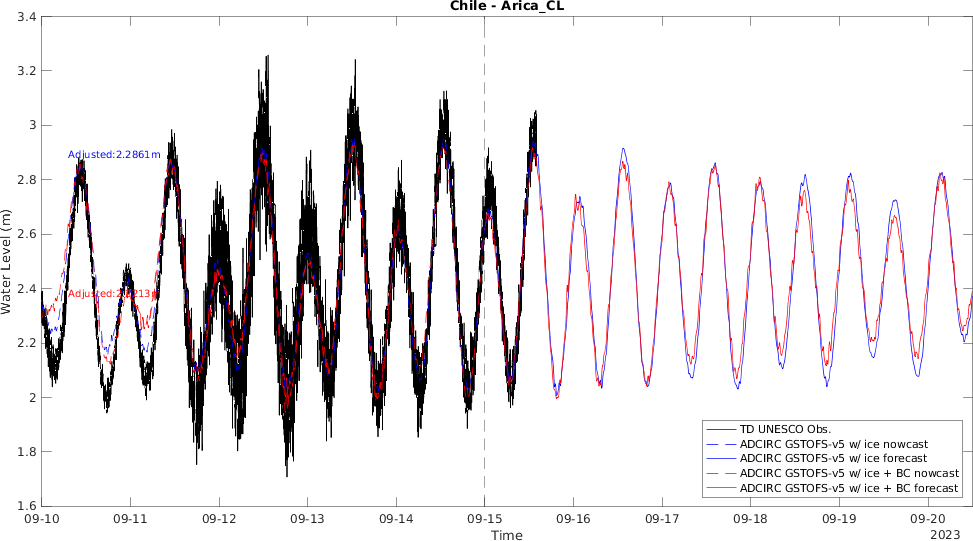 Chile - Arica_CL
Water Level (m)
3.4
3.2
3
2.8
2.6
2.4
2.2
2
1.8
1.6
Adjusted:2.2861m
TD UNESCO Obs.
ADCIRC GSTOFS-v5 w/ ice nowcast
ADCIRC GSTOFS-v5 w/ ice forecast
ADCIRC GSTOFS-v5 w/ ice + BC nowcast
ADCIRC GSTOFS-v5 w/ ice + BC forecast
09-10 09-11 09-12 09-13 09-14 09-15 09-16 09-17 09-18 09-19 09-20
Time
2023